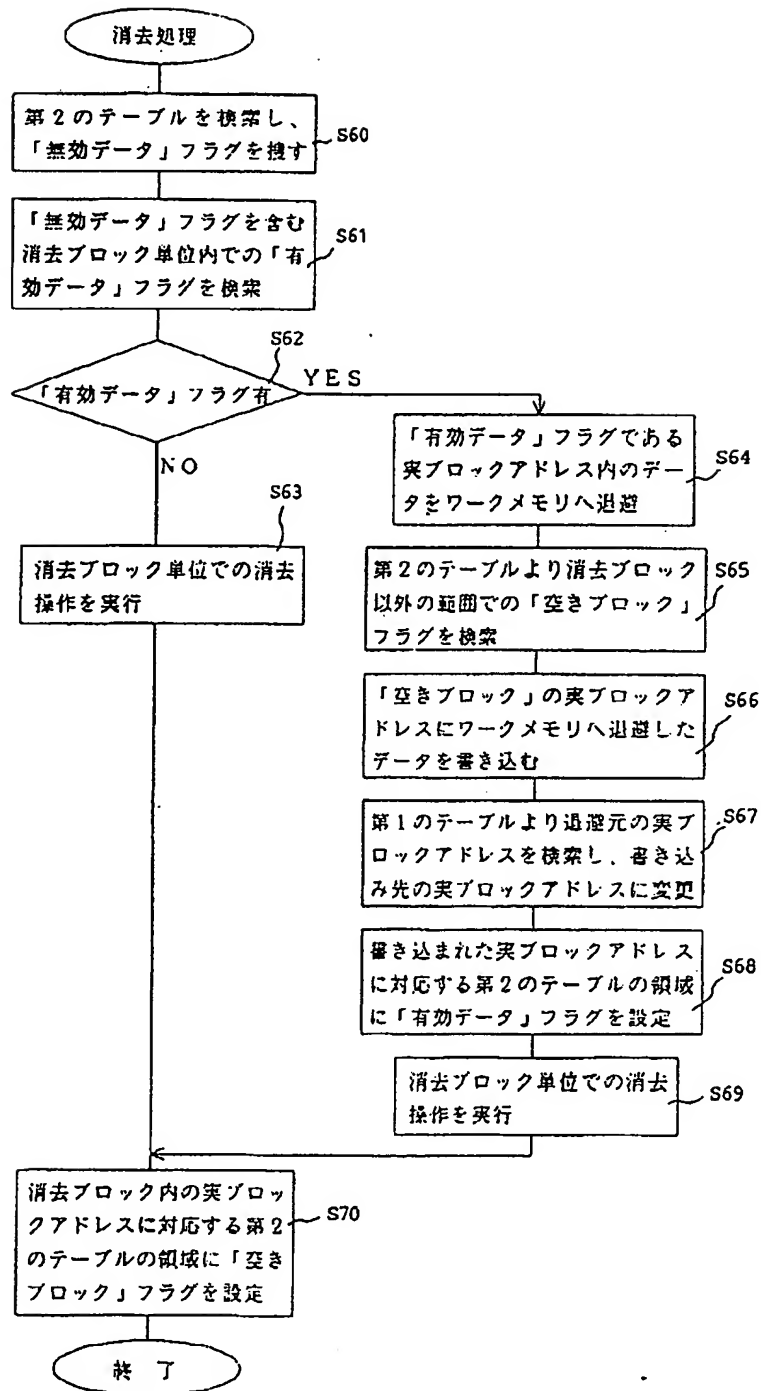 消去処理
第2のテーブルを検索し、
「無効データ」フラグを捜す
S60
「無効データ」フラグを含む
消去ブロック単位内での「有
効データ」フラグを検索
S61
S62
「有効データ」フラグ有
YES
NO
S63
消去ブロック単位での消去
操作を実行
「有効データ」フラグである
実ブロックアドレス内のデー
タをワークメモリへ退避
S64
第2のテーブルより消去ブロック
以外の範囲での「空きブロック」
フラグを検索
S65
「空きブロック」の実ブロックア
ドレスにワークメモリへ退避した
データを書き込む
S66
第1のテーブルより退避元の実ブ
ロックアドレスを検索し、書き込
み先の実ブロックアドレスに変更
S67
書き込まれた実ブロックアドレス
に対応する第2のテーブルの領域
に「有効データ」フラグを設定
S68
消去ブロック単位での消去
操作を実行
S69
消去ブロック内の実ブロッ
クアドレスに対応する第2
のテーブルの領域に「空き
ブロック」フラグを設定
S70
終了